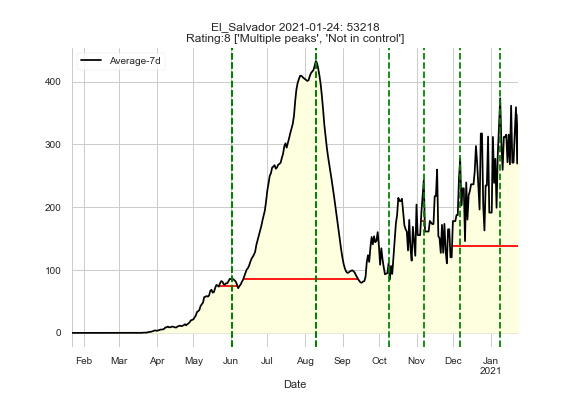 El_Salvador 2021-01-24: 53218
Rating:8 ['Multiple peaks', 'Not in control']
Average-7d
400
300
200
100
0
Feb Mar Apr May Jun Jul Aug Sep Oct Nov Dec Jan
2021
Date